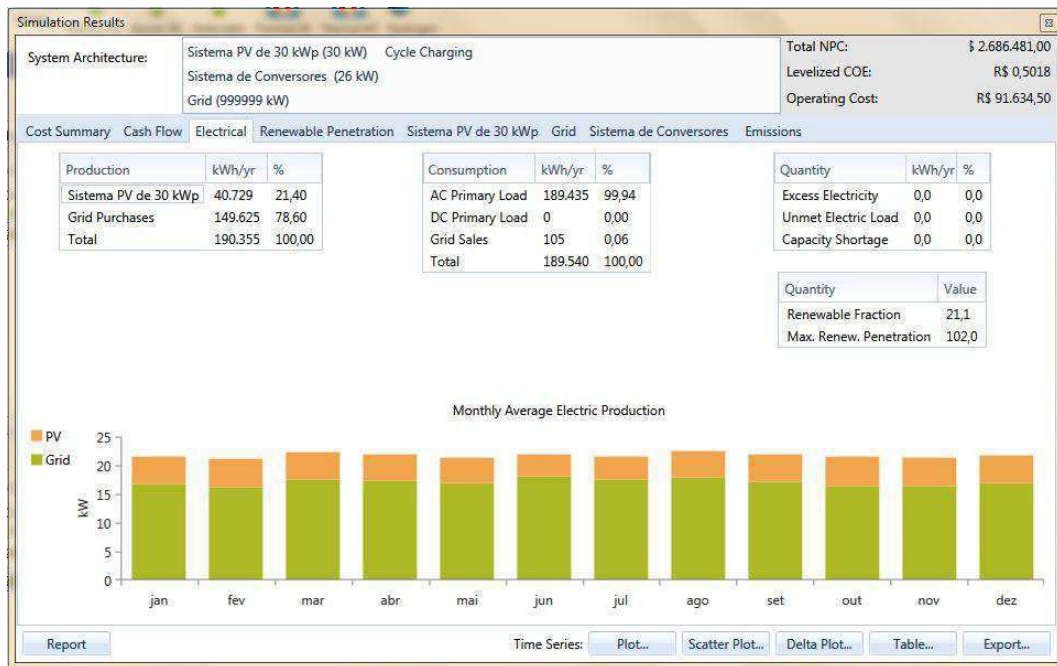 Simulation Results
System Architecture:
Sistema PV de 30 kWp (30 kW) Cycle Charging
Sistema de Conversores (26 kW)
Grid (999999 kW)
Total NPC: $ 2.686.481,00
Levelized COE: R$ 0,5018
Operating Cost: R$ 91.634,50
Cost Summary Cash Flow Electrical Renewable Penetration Sistema PV de 30 kWp Grid Sistema de Conversores Emissions
Production kWh/yr %
Sistema PV de 30 kWp 40.729 21,40
Grid Purchases 149.625 78,60
Total 190.355 100,00
Consumption kWh/yr %
AC Primary Load 189.435 99,94
DC Primary Load 0 0,00
Grid Sales 105 0,06
Total 189.540 100,00
Quantity kWh/yr %
Excess Electricity 0,0 0,0
Unmet Electric Load 0,0 0,0
Capacity Shortage 0,0 0,0
Quantity Value
Renewable Fraction 21,1
Max. Renew. Penetration 102,0
Monthly Average Electric Production
PV
Grid
kW
25
20
15
10
5
0
jan fev mar abr mai jun jul ago set out nov dez
Report Time Series: Plot... Scatter Plot... Delta Plot... Table... Export...